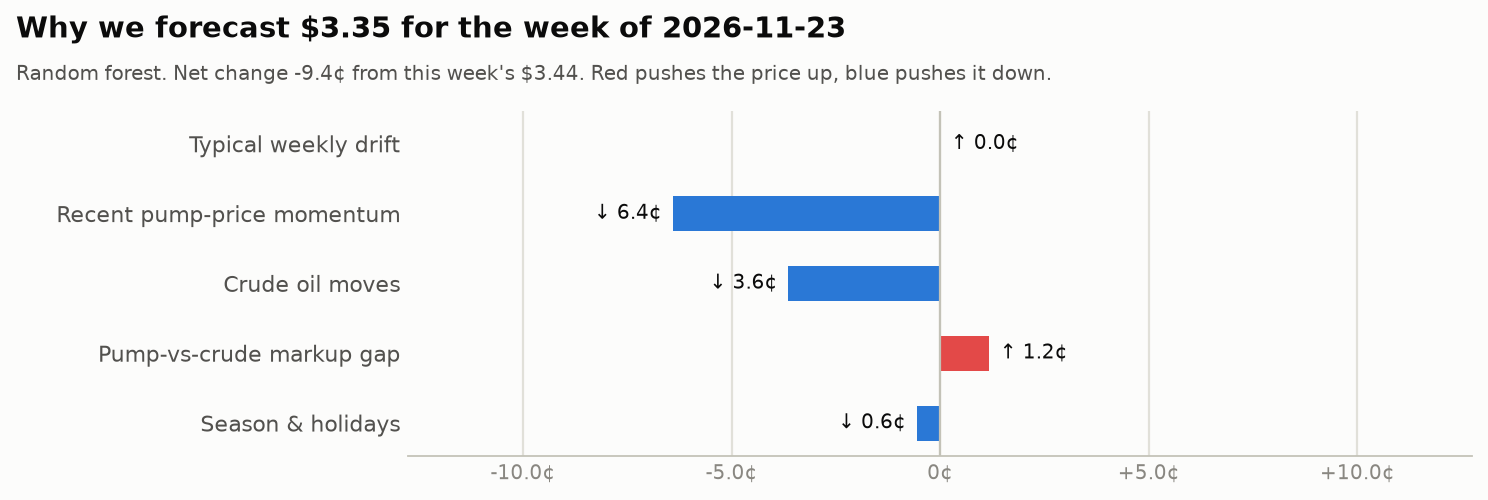 Why we forecast $3.35 for the week of 2026-11-23
Random forest. Net change -9.4¢ from this week's $3.44. Red pushes the price up, blue pushes it down.
Typical weekly drift
↑ 0.0¢
Recent pump-price momentum
↓ 6.4¢
Crude oil moves
↓ 3.6¢
Pump-vs-crude markup gap
↑ 1.2¢
Season & holidays
↓ 0.6¢
-10.0¢
-5.0¢
0¢
+5.0¢
+10.0¢